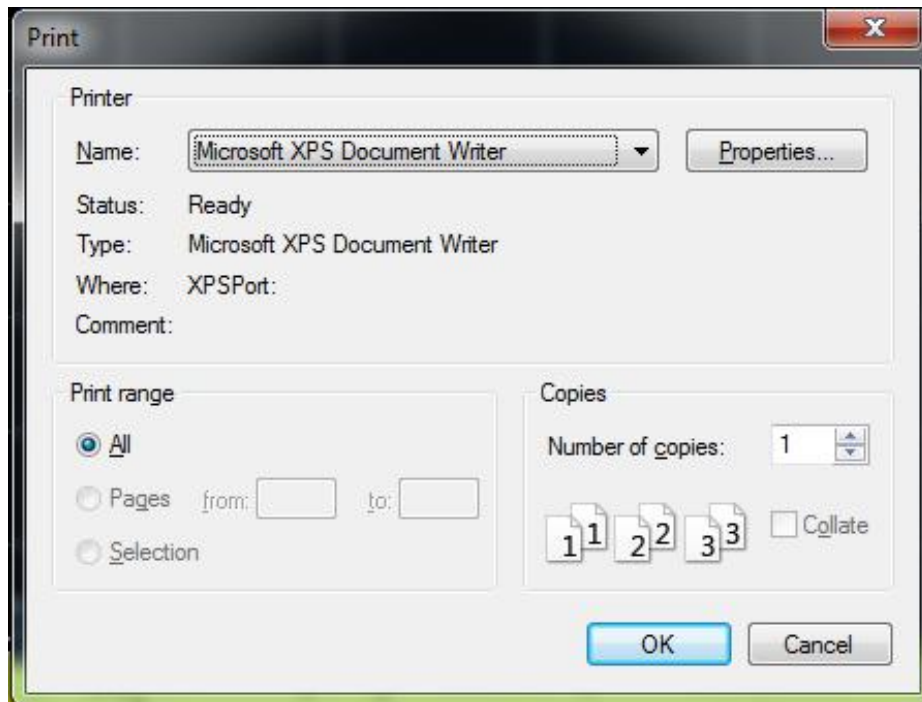 Print
Printer
Name: Microsoft XPS Document Writer Properties...
Status: Ready
Type: Microsoft XPS Document Writer
Where: XPSPort:
Comment:
Print range
All
Pages from: to:
Selection
Copies
Number of copies: 1
1 1 2 2 3 3 Collate
OK Cancel